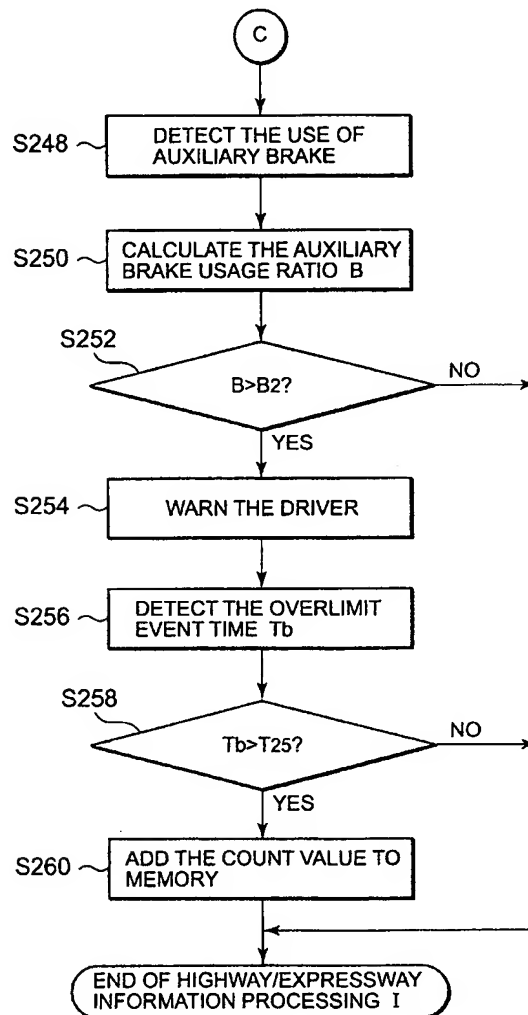 C
S248
DETECT THE USE OF
AUXILIARY BRAKE
S250
CALCULATE THE AUXILIARY
BRAKE USAGE RATIO B
S252
B>B2?
NO
YES
S254
WARN THE DRIVER
S256
DETECT THE OVERLIMIT
EVENT TIME Tb
S258
Tb>T25?
NO
YES
S260
ADD THE COUNT VALUE TO
MEMORY
END OF HIGHWAY/EXPRESSWAY
INFORMATION PROCESSING I